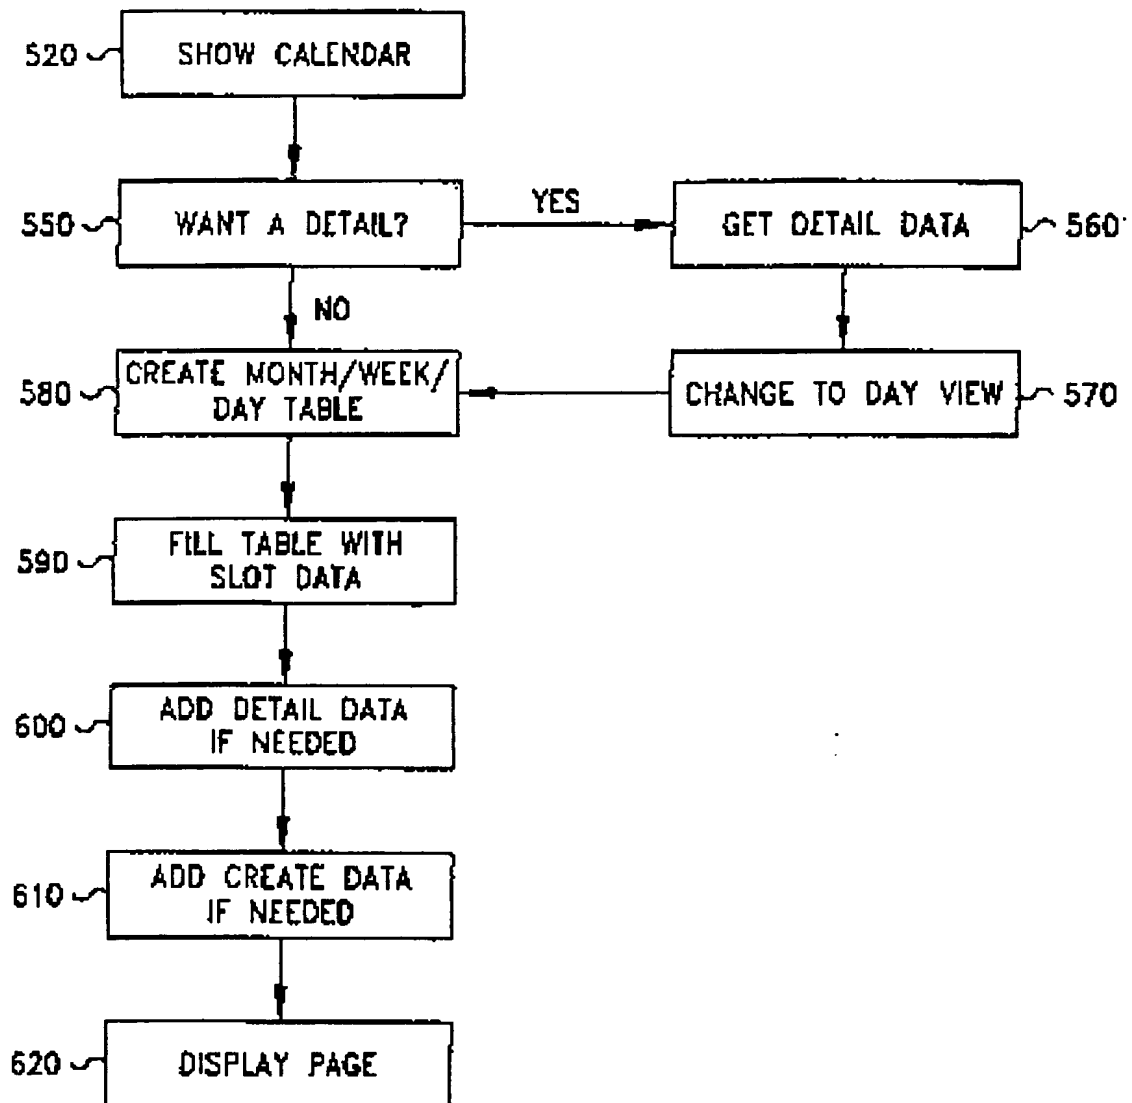 520
SHOW CALENDAR
550
WANT A DETAIL?
YES
GET DETAIL DATA
560
NO
580
CREATE MONTH/WEEK/
DAY TABLE
CHANGE TO DAY VIEW
570
590
FILL TABLE WITH
SLOT DATA
600
ADD DETAIL DATA
IF NEEDED
610
ADD CREATE DATA
IF NEEDED
620
DISPLAY PAGE